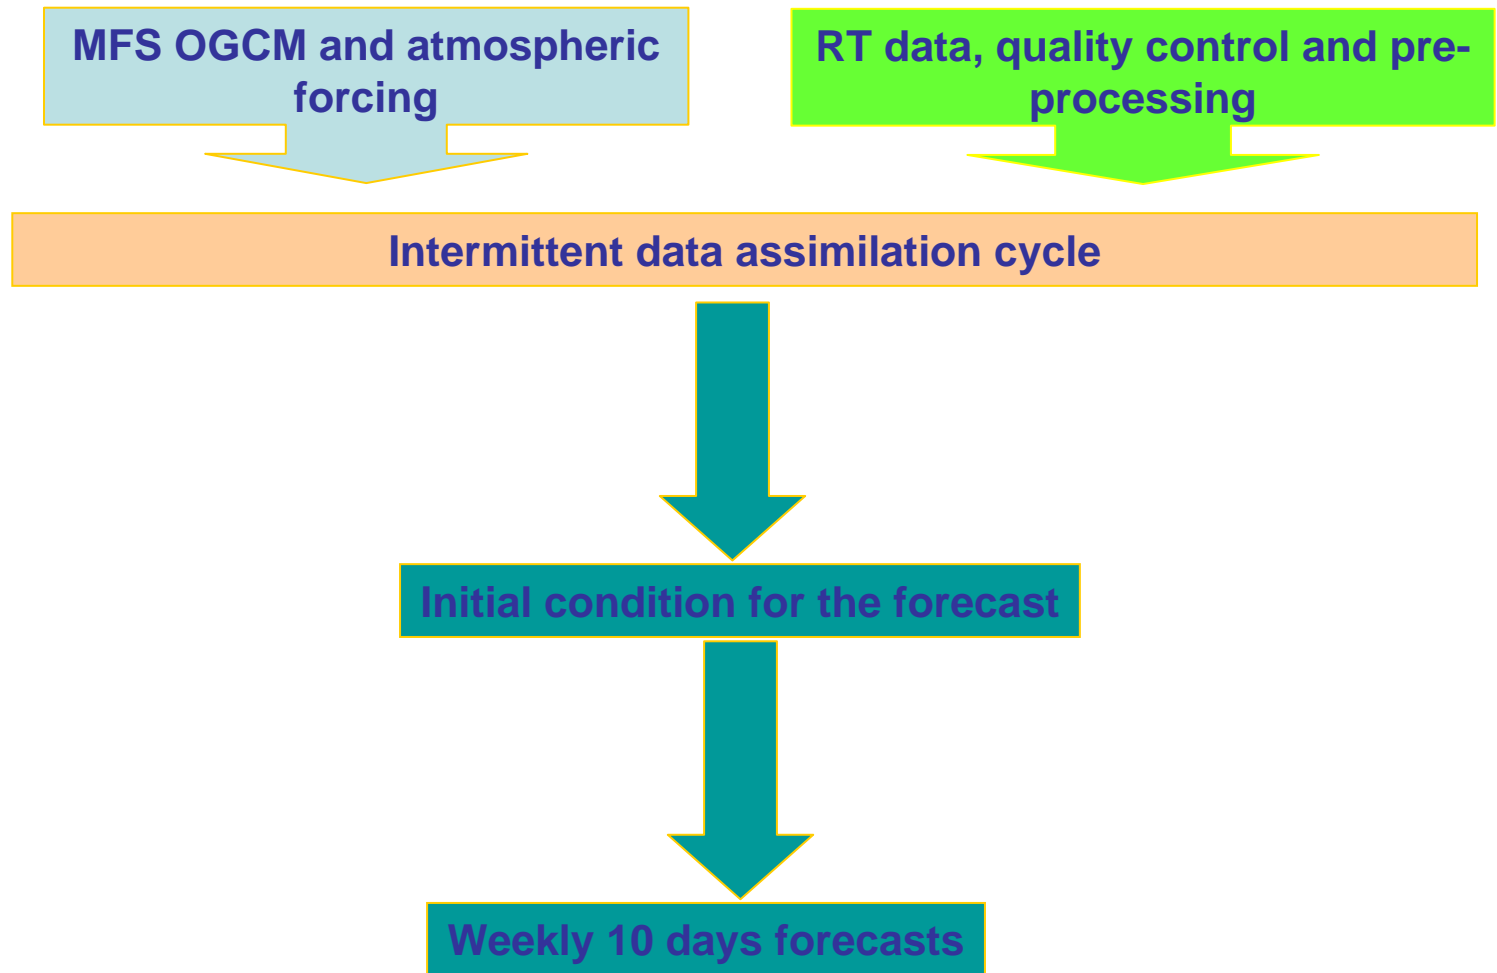 MFS OGCM and atmospheric
forcing
RT data, quality control and pre-
processing
Intermittent data assimilation cycle
Initial condition for the forecast
Weekly 10 days forecasts